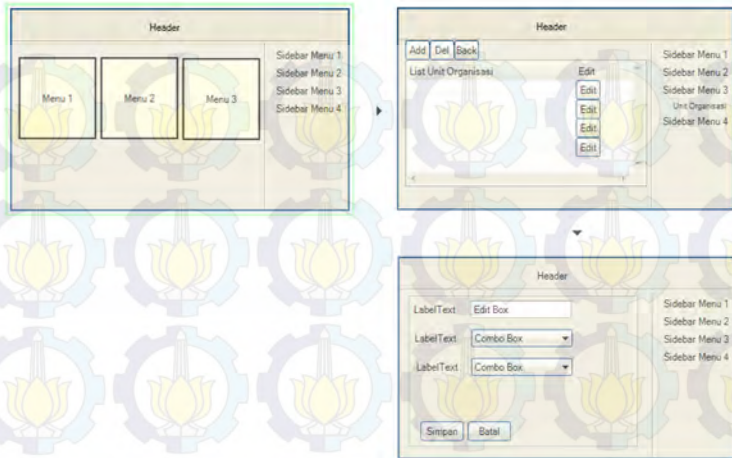 Header
Menu 1 Menu 2 Menu 3
Sidebar Menu 1
Sidebar Menu 2
Sidebar Menu 3
Sidebar Menu 4
Header
Add Del Back
List Unit Organisasi Edit
Edit
Edit
Edit
Edit
Sidebar Menu 1
Sidebar Menu 2
Sidebar Menu 3
Unit Organisasi
Sidebar Menu 4
Header
LabelText Edit Box
LabelText Combo Box
LabelText Combo Box
Simpan Batal
Sidebar Menu 1
Sidebar Menu 2
Sidebar Menu 3
Sidebar Menu 4